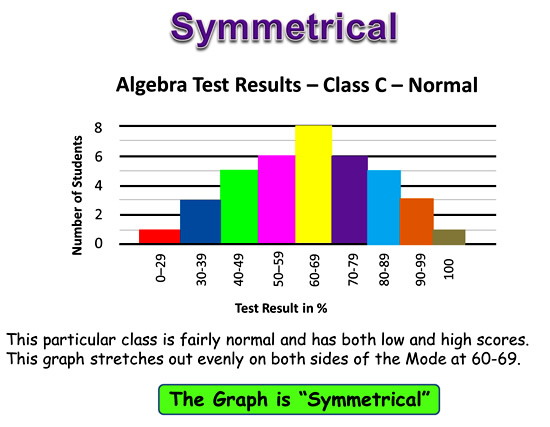 Symmetrical
Algebra Test Results – Class C – Normal
Number of Students
8
6
4
2
0
0–29
30-39
40-49
50–59
60-69
70-79
80-89
90-99
100
Test Result in %
This particular class is fairly normal and has both low and high scores.
This graph stretches out evenly on both sides of the Mode at 60-69.
The Graph is “Symmetrical”